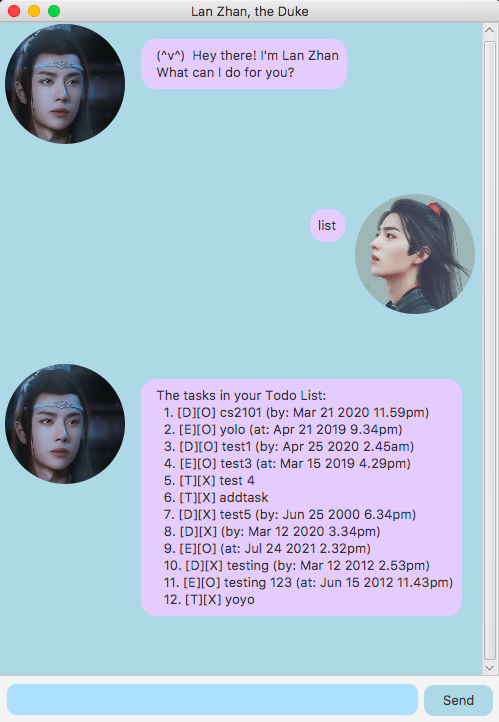 Lan Zhan, the Duke
(^v^)  Hey there! I'm Lan Zhan
What can I do for you?
list
The tasks in your Todo List:
1. [D][O] cs2101 (by: Mar 21 2020 11.59pm)
2. [E][O] yolo (at: Apr 21 2019 9.34pm)
3. [D][O] test1 (by: Apr 25 2020 2.45am)
4. [E][O] test3 (at: Mar 15 2019 4.29pm)
5. [T][X] test 4
6. [T][X] addtask
7. [D][X] test5 (by: Jun 25 2000 6.34pm)
8. [D][X] (by: Mar 12 2020 3.34pm)
9. [E][O] (at: Jul 24 2021 2.32pm)
10. [D][X] testing (by: Mar 12 2012 2.53pm)
11. [E][O] testing 123 (at: Jun 15 2012 11.43pm)
12. [T][X] yoyo
Send